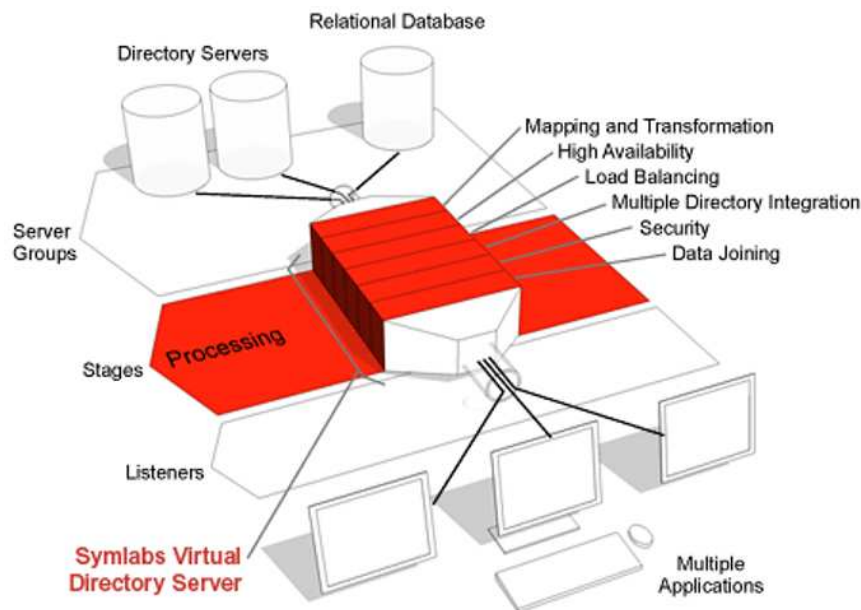 Relational Database
Directory Servers
Mapping and Transformation
High Availability
Load Balancing
Multiple Directory Integration
Security
Data Joining
Server
Groups
Processing
Stages
Listeners
Symlabs Virtual
Directory Server
Multiple
Applications